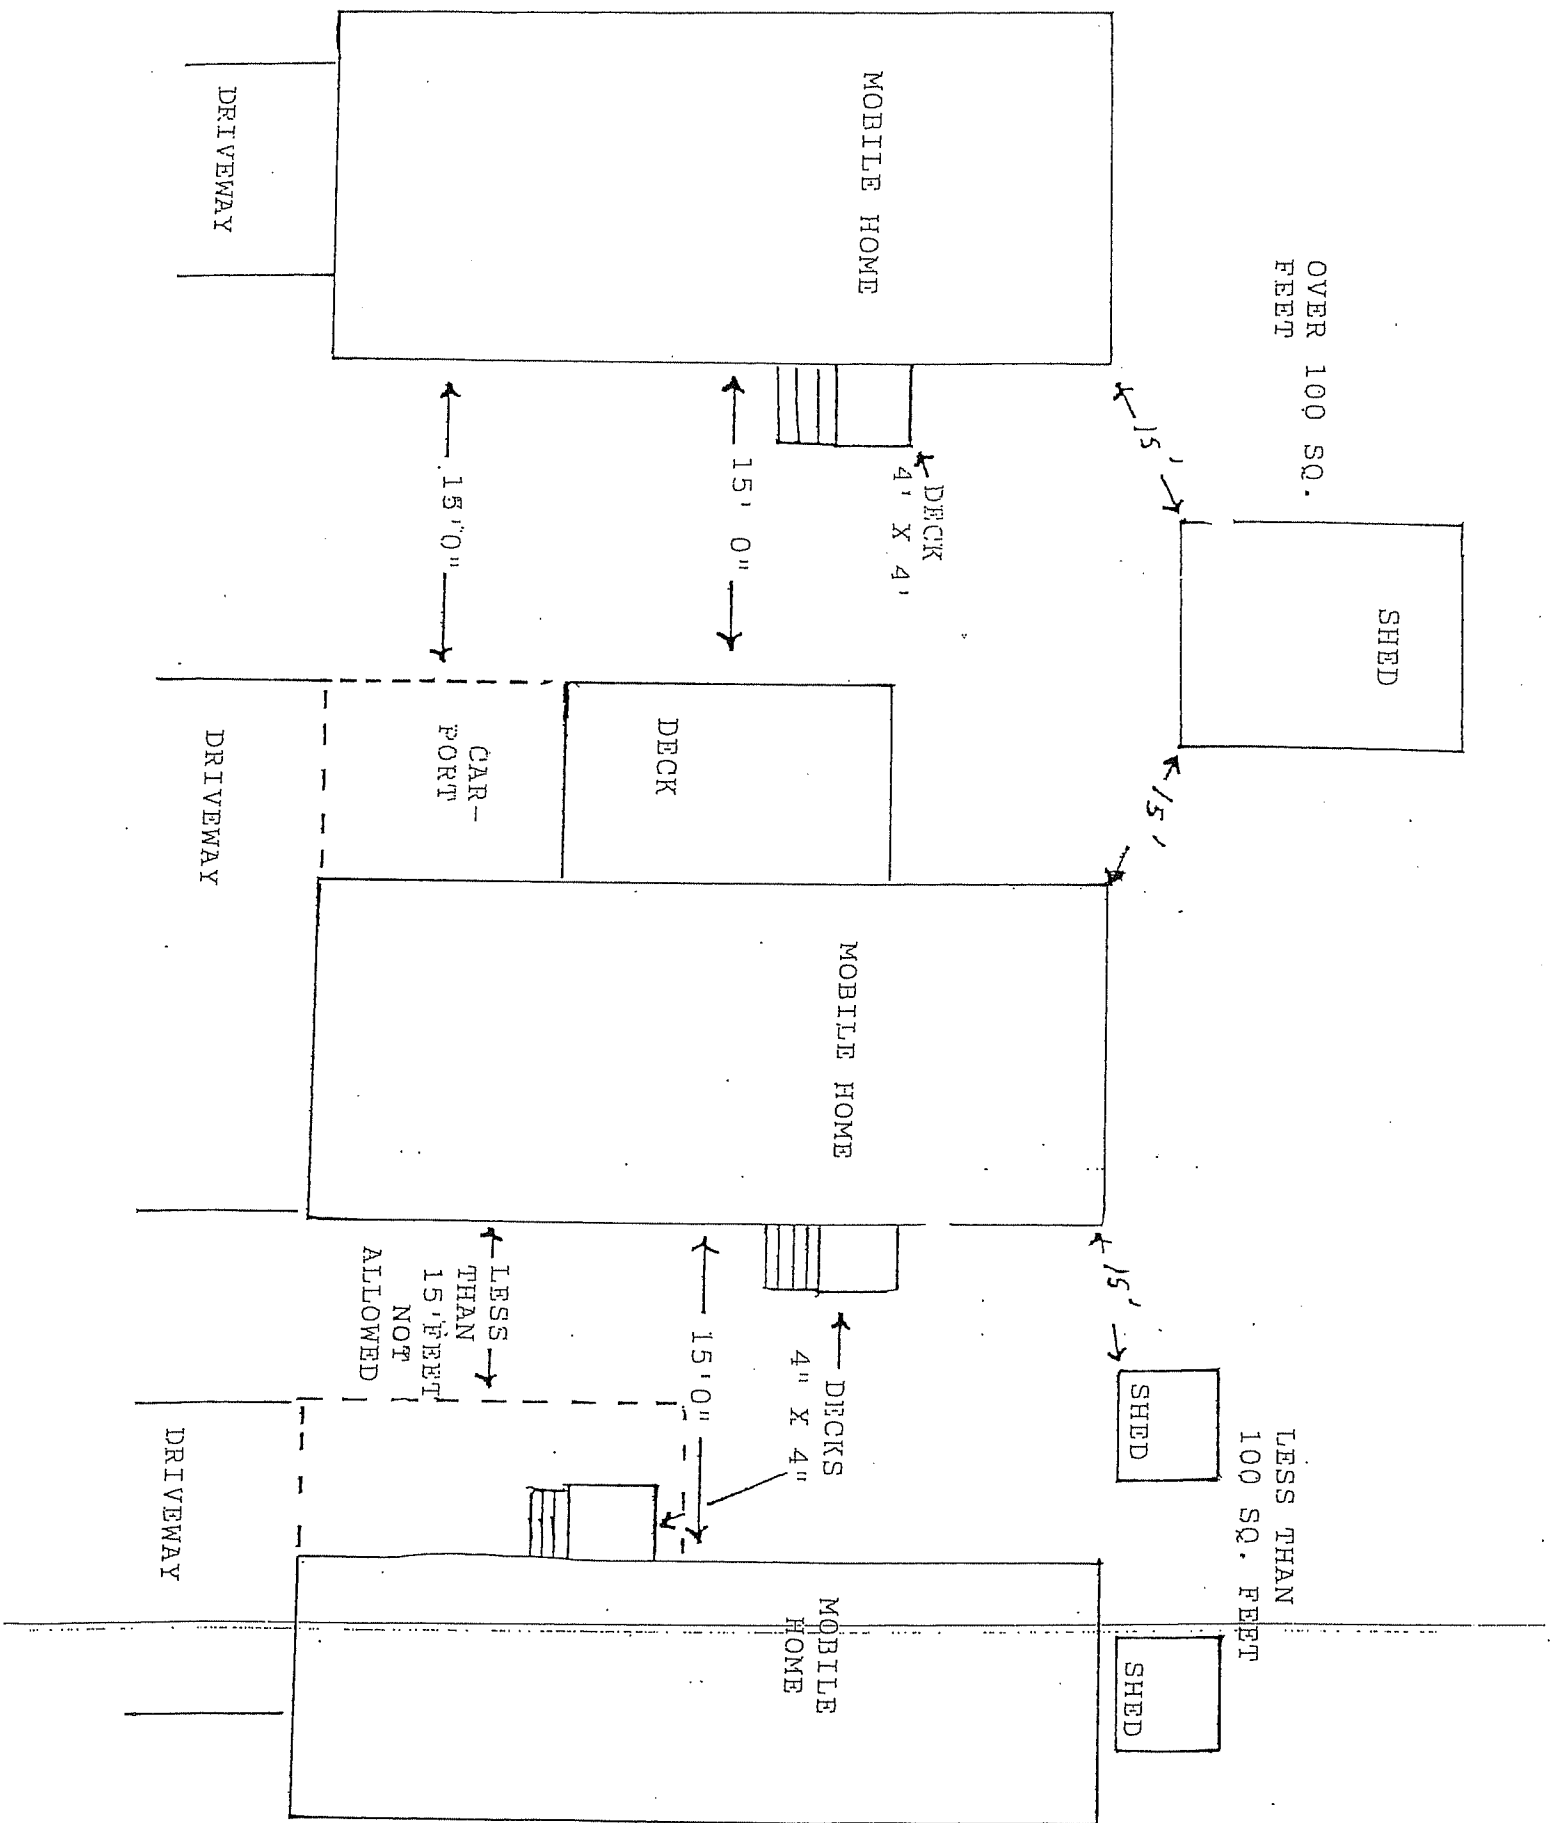 OVER 100 SQ.
FEET
SHED
LESS THAN
100 SQ. FEET
SHED
SHED
15'
15'
15'
MOBILE HOME
DECK
4' X 4'
15' 0"
.15'0"
DECK
CAR-
PORT
MOBILE HOME
DECKS
4" X 4"
15'0"
LESS
THAN
15'FEET
NOT
ALLOWED
MOBILE
HOME
DRIVEWAY
DRIVEWAY
DRIVEWAY